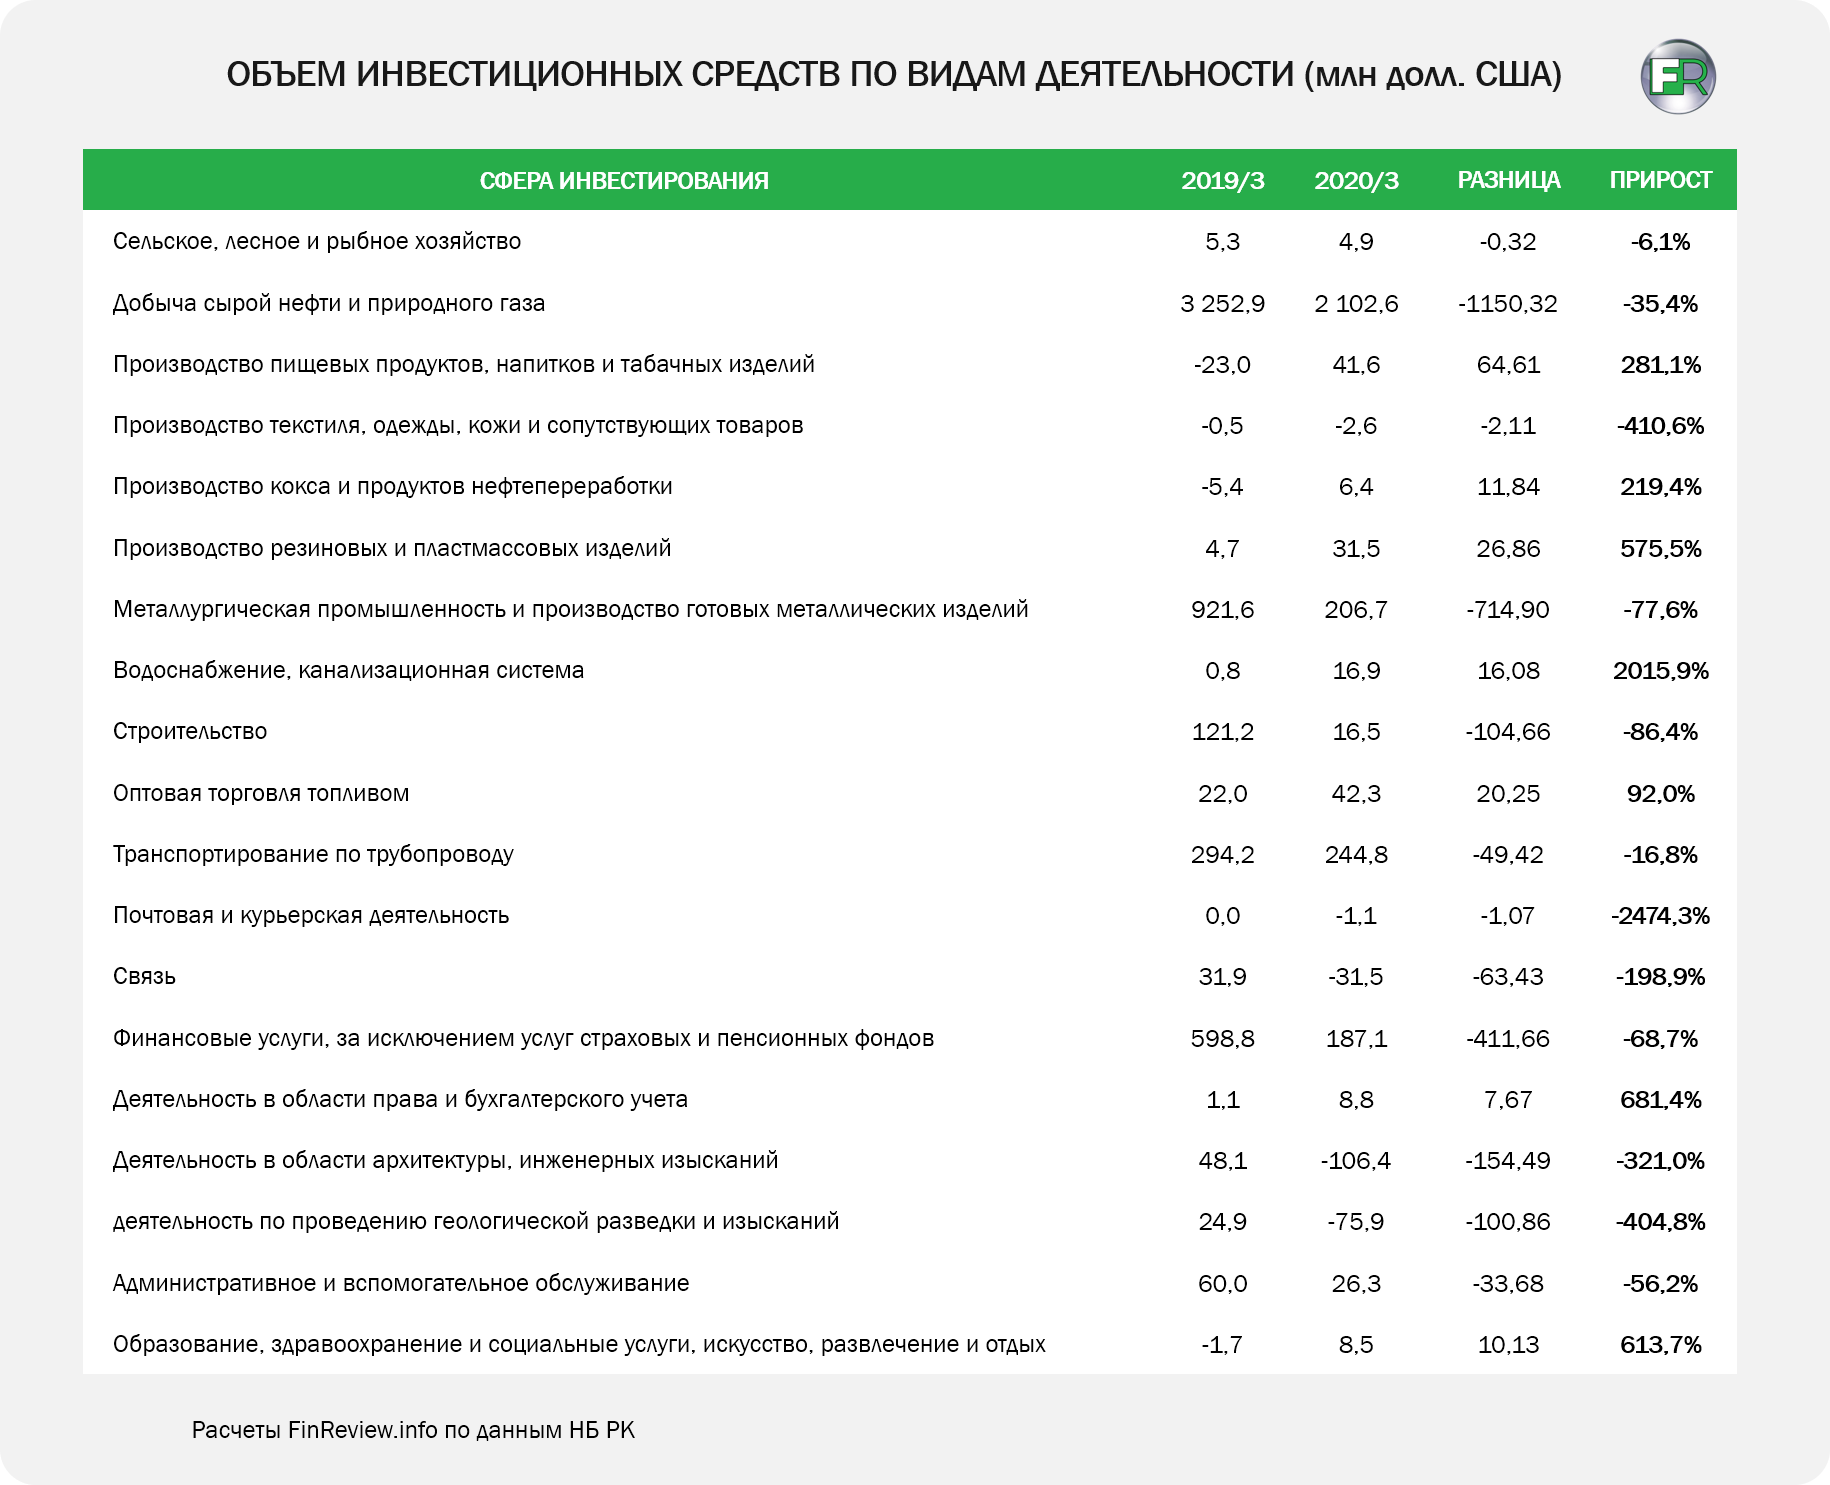 ОБЪЕМ ИНВЕСТИЦИОННЫХ СРЕДСТВ ПО ВИДАМ ДЕЯТЕЛЬНОСТИ (млн долл. США)
FR
СФЕРА ИНВЕСТИРОВАНИЯ 2019/3 2020/3 РАЗНИЦА ПРИРОСТ
Сельское, лесное и рыбное хозяйство 5,3 4,9 -0,32 -6,1%
Добыча сырой нефти и природного газа 3 252,9 2 102,6 -1150,32 -35,4%
Производство пищевых продуктов, напитков и табачных изделий -23,0 41,6 64,61 281,1%
Производство текстиля, одежды, кожи и сопутствующих товаров -0,5 -2,6 -2,11 -410,6%
Производство кокса и продуктов нефтепереработки -5,4 6,4 11,84 219,4%
Производство резиновых и пластмассовых изделий 4,7 31,5 26,86 575,5%
Металлургическая промышленность и производство готовых металлических изделий 921,6 206,7 -714,90 -77,6%
Водоснабжение, канализационная система 0,8 16,9 16,08 2015,9%
Строительство 121,2 16,5 -104,66 -86,4%
Оптовая торговля топливом 22,0 42,3 20,25 92,0%
Транспортирование по трубопроводу 294,2 244,8 -49,42 -16,8%
Почтовая и курьерская деятельность 0,0 -1,1 -1,07 -2474,3%
Связь 31,9 -31,5 -63,43 -198,9%
Финансовые услуги, за исключением услуг страховых и пенсионных фондов 598,8 187,1 -411,66 -68,7%
Деятельность в области права и бухгалтерского учета 1,1 8,8 7,67 681,4%
Деятельность в области архитектуры, инженерных изысканий 48,1 -106,4 -154,49 -321,0%
деятельность по проведению геологической разведки и изысканий 24,9 -75,9 -100,86 -404,8%
Административное и вспомогательное обслуживание 60,0 26,3 -33,68 -56,2%
Образование, здравоохранение и социальные услуги, искусство, развлечение и отдых -1,7 8,5 10,13 613,7%
Расчеты FinReview.info по данным НБ РК